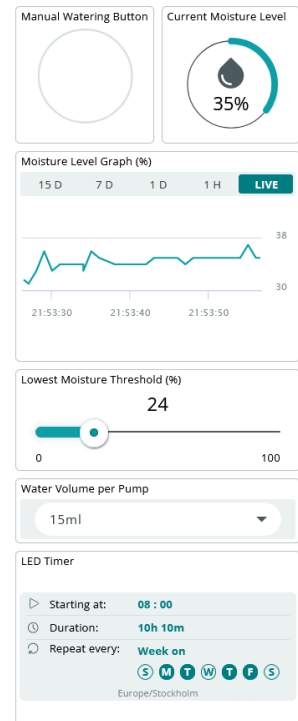 Manual Watering Button
Current Moisture Level
35%
Moisture Level Graph (%)
15 D 7 D 1 D 1 H LIVE
38
30
21:53:30 21:53:40 21:53:50
Lowest Moisture Threshold (%)
24
0 100
Water Volume per Pump
15ml
LED Timer
Starting at: 08 : 00
Duration: 10h 10m
Repeat every: Week on
S M T W T F S
Europe/Stockholm